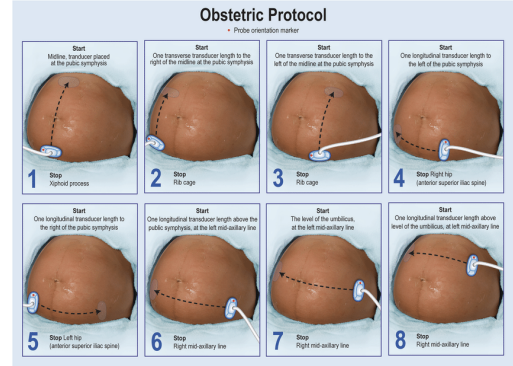 Obstetric Protocol
• Probe orientation marker
Start
Midline, tranducer placed
at the pubic symphysis
1
Stop
Xiphoid process
Start
One transverse transducer length to the
right of the midline at the pubic symphysis
2
Stop
Rib cage
Start
One transverse transducer length to the
left of the midline at the pubic symphysis
3
Stop
Rib cage
Start
One longitudinal transducer length to
the left of the pubic symphysis
4
Stop Right hip
(anterior superior iliac spine)
Start
One longitudinal transducer length to
the right of the pubic symphysis
5
Stop Left hip
(anterior superior iliac spine)
Start
One longitudinal transducer length above the
public symphysis, at the left mid-axillary line
6
Stop
Right mid-axillary line
Start
The level of the umbilicus,
at the left mid-axillary line
7
Stop
Right mid-axillary line
Start
One longitudinal transducer length above
level of the umbilicus, at left mid-axillary line
8
Stop
Right mid-axillary line